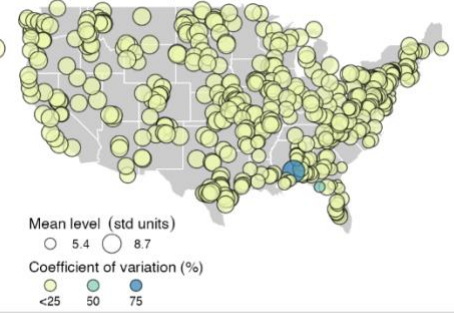 Mean level (std units)
5.4 8.7
Coefficient of variation (%)
<25 50 75